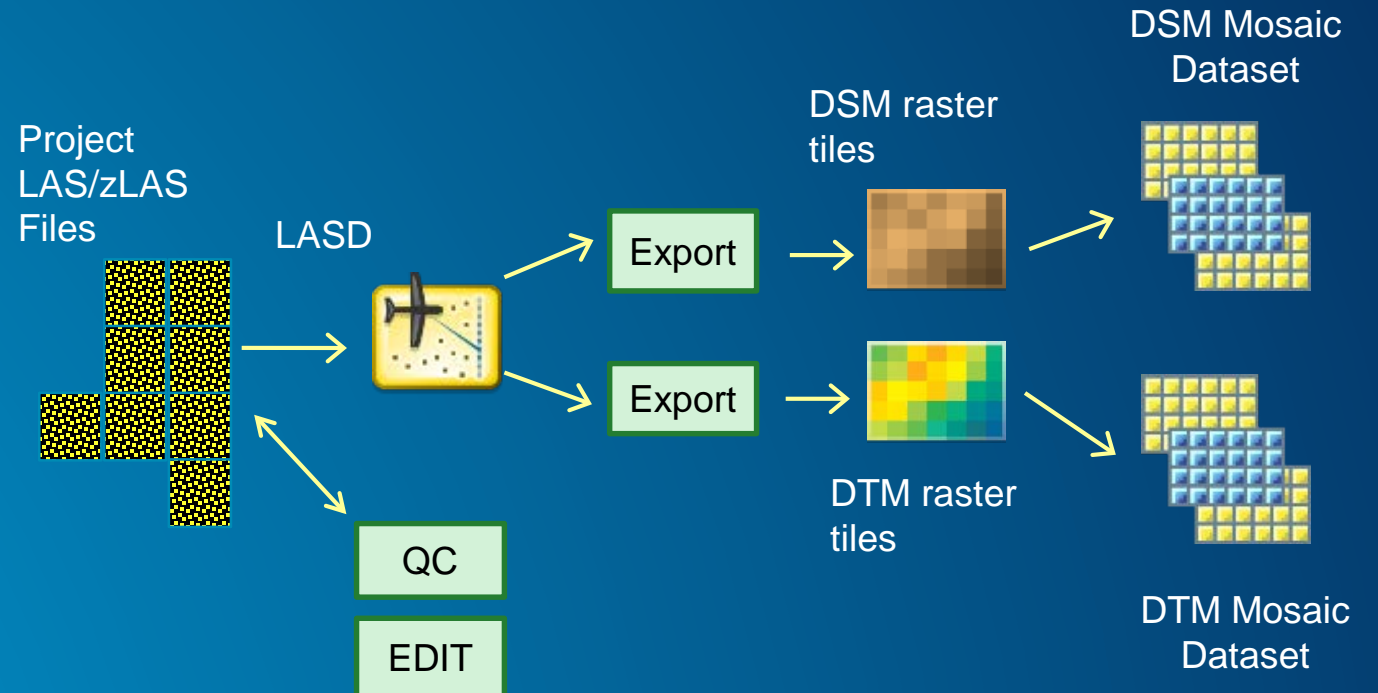 Project
LAS/zLAS
Files
LASD
QC
EDIT
Export
Export
DSM raster
tiles
DTM raster
tiles
DSM Mosaic
Dataset
DTM Mosaic
Dataset